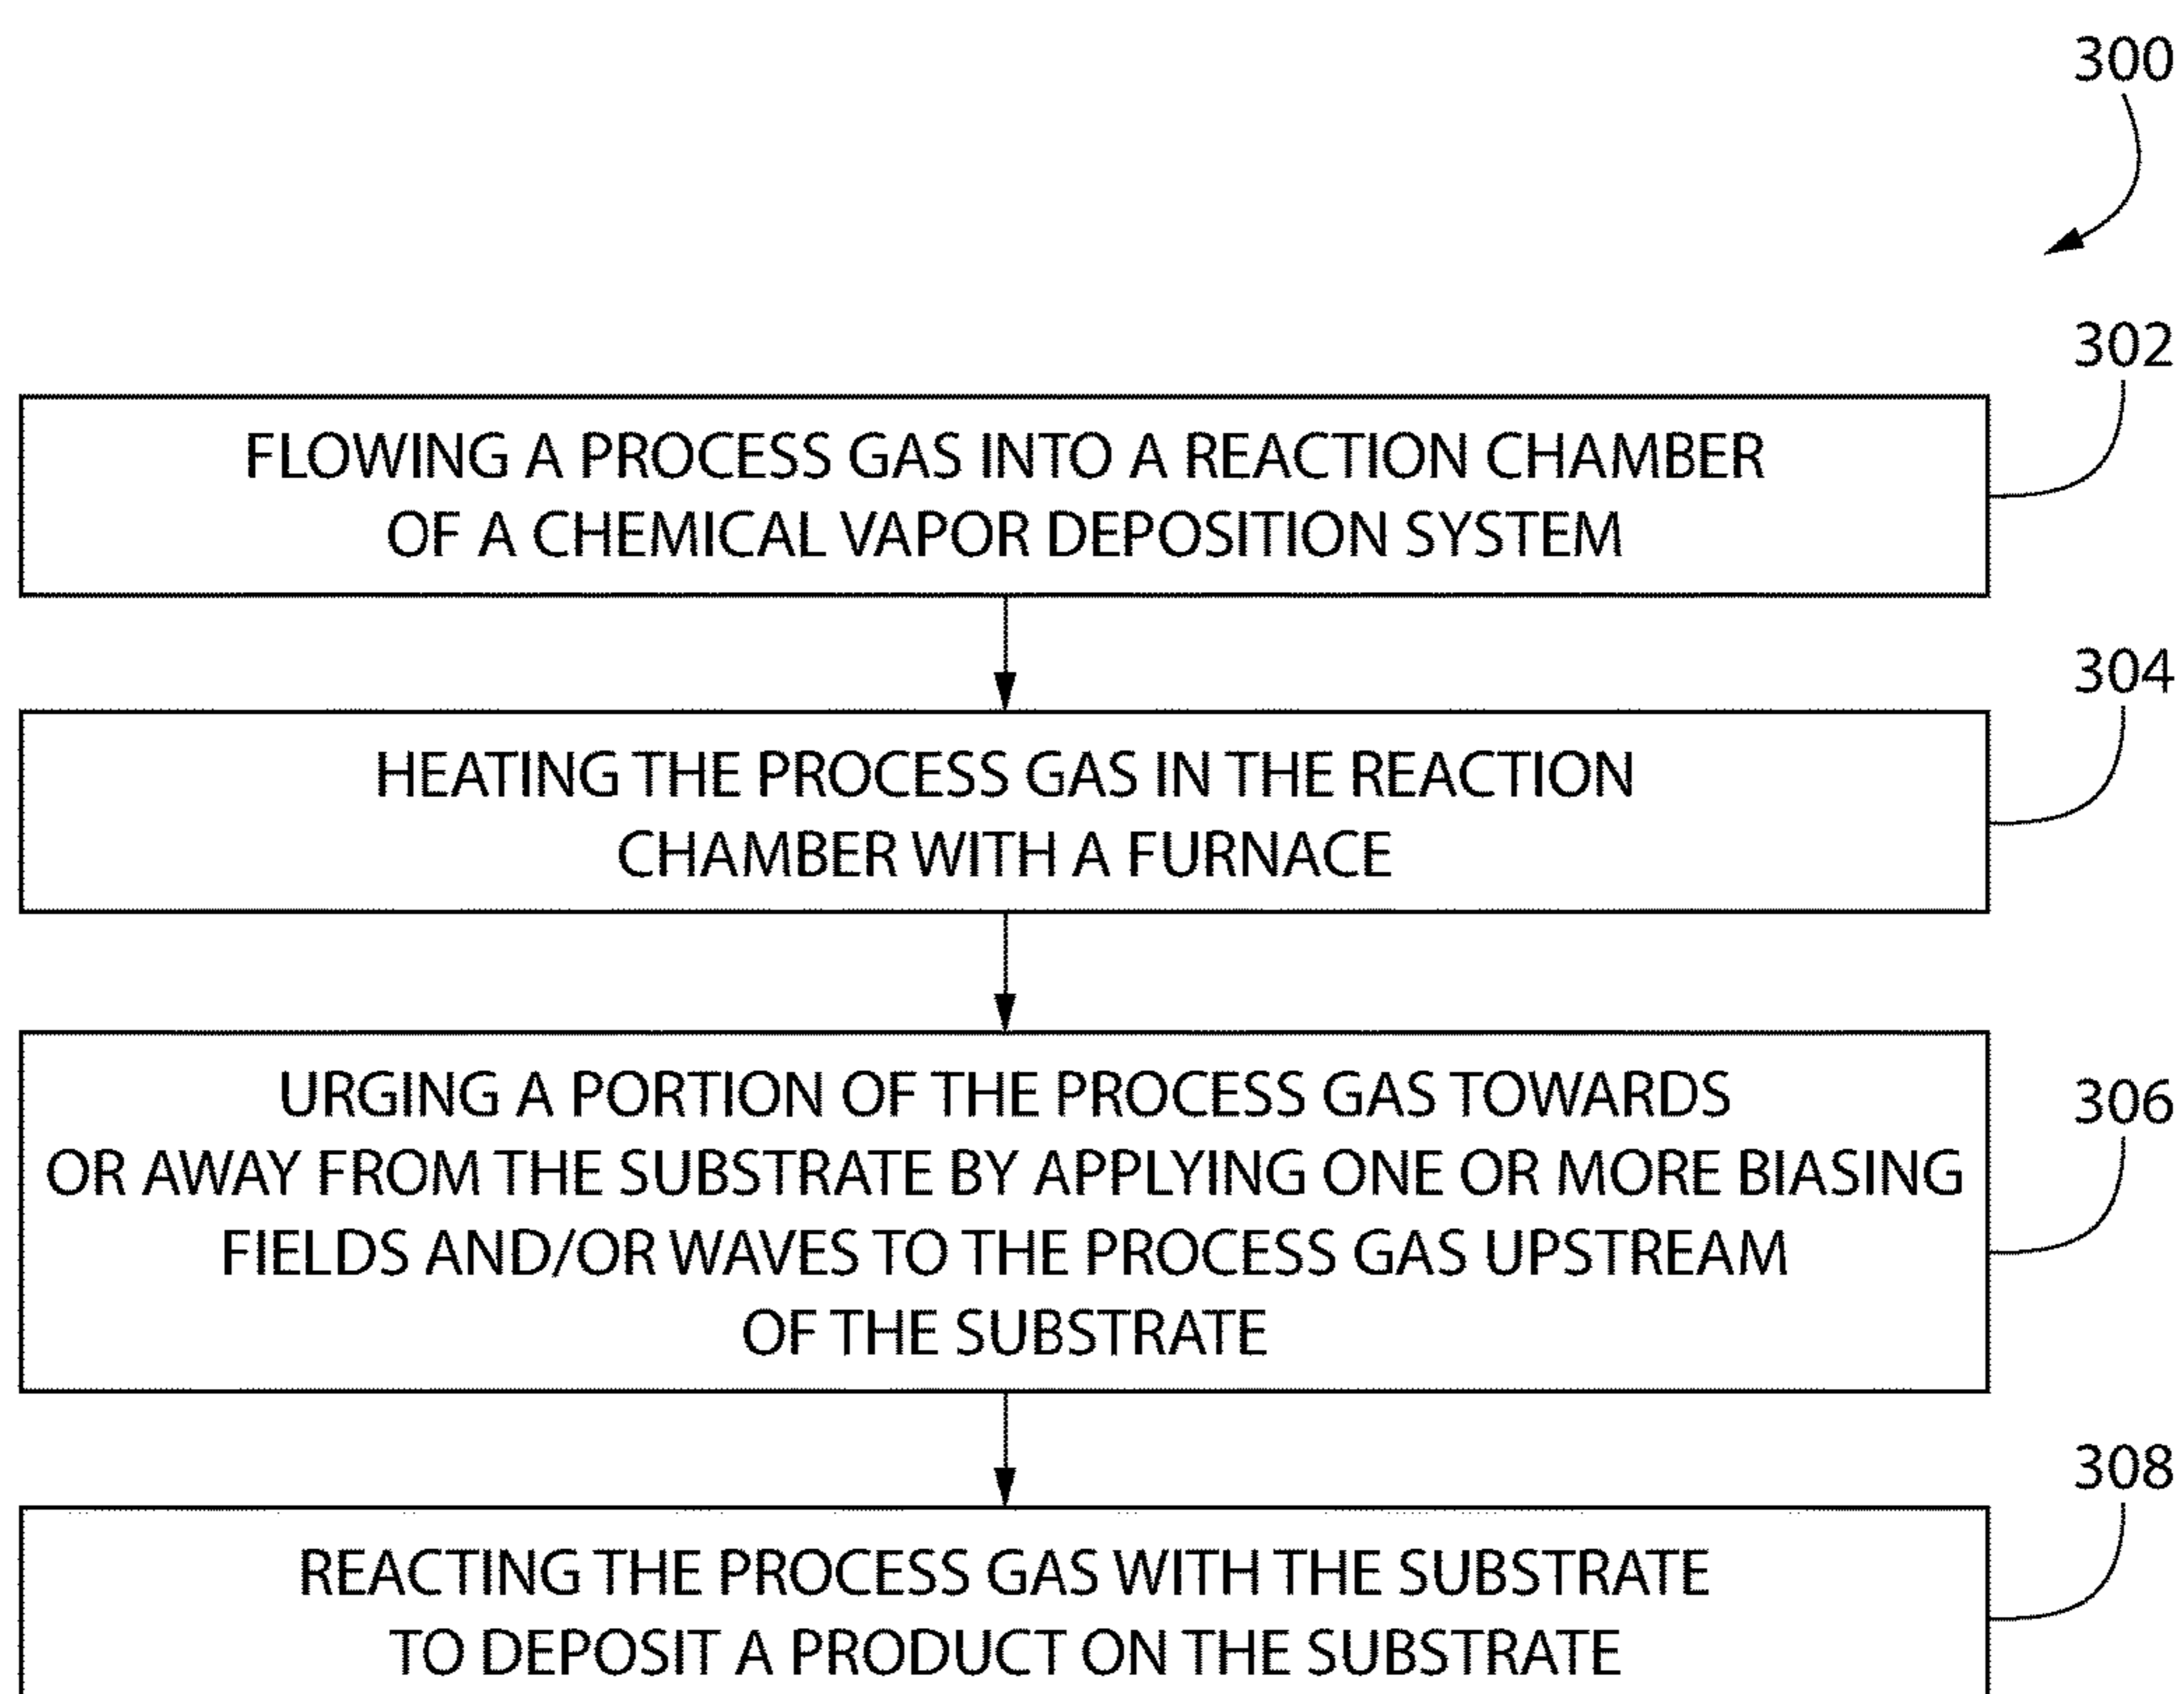 300
302
FLOWING A PROCESS GAS INTO A REACTION CHAMBER
OF A CHEMICAL VAPOR DEPOSITION SYSTEM
304
HEATING THE PROCESS GAS IN THE REACTION
CHAMBER WITH A FURNACE
306
URGING A PORTION OF THE PROCESS GAS TOWARDS
OR AWAY FROM THE SUBSTRATE BY APPLYING ONE OR MORE BIASING
FIELDS AND/OR WAVES TO THE PROCESS GAS UPSTREAM
OF THE SUBSTRATE
308
REACTING THE PROCESS GAS WITH THE SUBSTRATE
TO DEPOSIT A PRODUCT ON THE SUBSTRATE